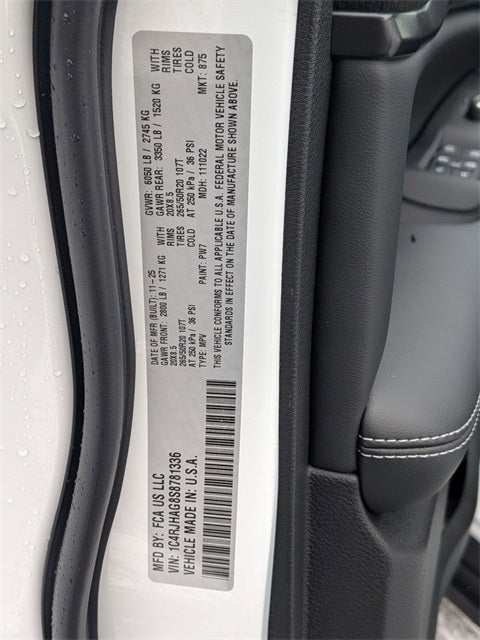 MFD BY: FCA US LLC
DATE OF MFR (BUILT): 11-25 GVWR: 6050 LB / 2745 KG WITH
GAWR FRONT: 2800 LB / 1271 KG WITH GAWR REAR: 3350 LB / 1520 KG RIMS
20X8.5 RIMS 20X8.5 TIRES
265/50R20 107T TIRES 265/50R20 107T COLD
AT 250 kPa / 36 PSI COLD AT 250 kPa / 36 PSI
TYPE: MPV PAINT: PW7 MDH: 111022 MKT: 875
THIS VEHICLE CONFORMS TO ALL APPLICABLE U.S.A. FEDERAL MOTOR VEHICLE SAFETY
STANDARDS IN EFFECT ON THE DATE OF MANUFACTURE SHOWN ABOVE.
VIN: 1C4RJHAG8S8781336
VEHICLE MADE IN: U.S.A.